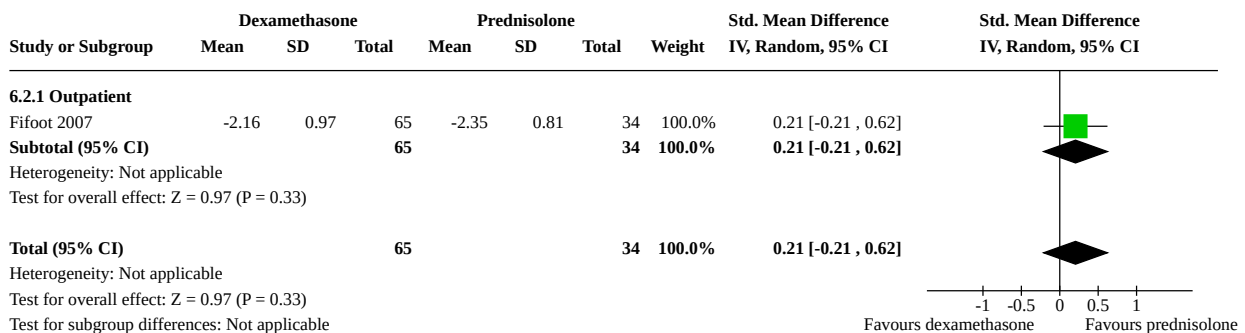 Dexamethasone Prednisolone Std. Mean Difference Std. Mean Difference
Study or Subgroup Mean SD Total Mean SD Total Weight IV, Random, 95% CI IV, Random, 95% CI
6.2.1 Outpatient
Fifoot 2007 -2.16 0.97 65 -2.35 0.81 34 100.0% 0.21 [-0.21 , 0.62]
Subtotal (95% CI) 65 34 100.0% 0.21 [-0.21 , 0.62]
Heterogeneity: Not applicable
Test for overall effect: Z = 0.97 (P = 0.33)
Total (95% CI) 65 34 100.0% 0.21 [-0.21 , 0.62]
Heterogeneity: Not applicable
Test for overall effect: Z = 0.97 (P = 0.33) -1 -0.5 0 0.5 1
Test for subgroup differences: Not applicable Favours dexamethasone Favours prednisolone